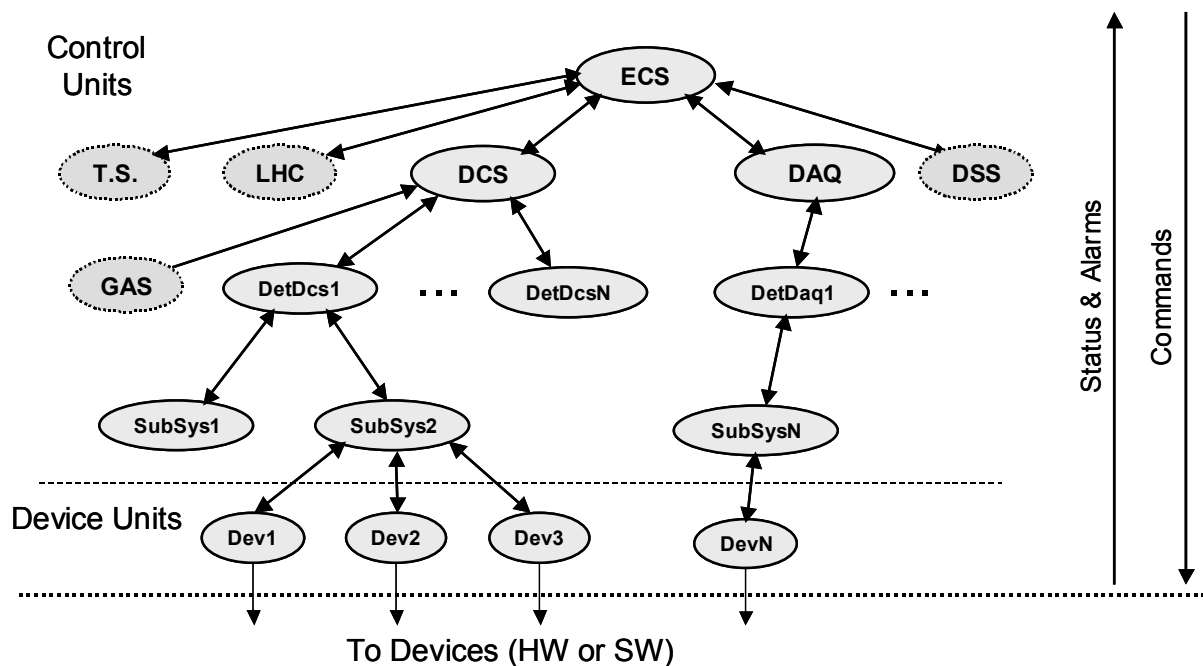 Control
Units
ECS
T.S.
LHC
DCS
DAQ
DSS
GAS
DetDcs1
...
DetDcsN
DetDaq1
...
SubSys1
SubSys2
SubSysN
Device Units
Dev1
Dev2
Dev3
DevN
To Devices (HW or SW)
Status & Alarms
Commands